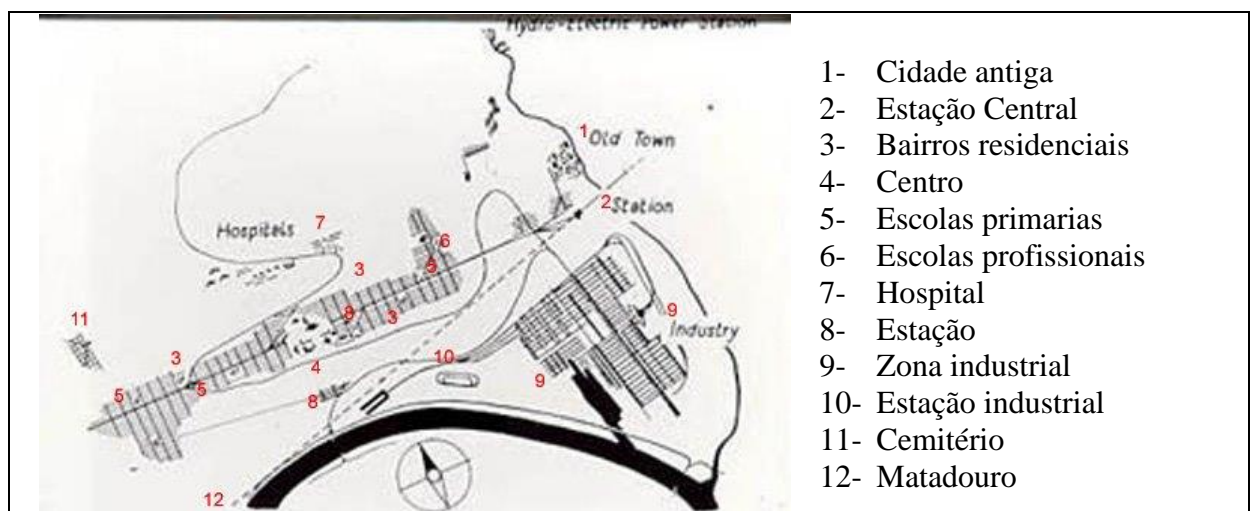 Hydro-Electric Power Station
1 Old Town
2 Station
7
Hospitels
6
3
5
11
8
3
9
Industry
3
10
4
5
5
8
9
12
1- Cidade antiga
2- Estação Central
3- Bairros residenciais
4- Centro
5- Escolas primarias
6- Escolas profissionais
7- Hospital
8- Estação
9- Zona industrial
10- Estação industrial
11- Cemitério
12- Matadouro